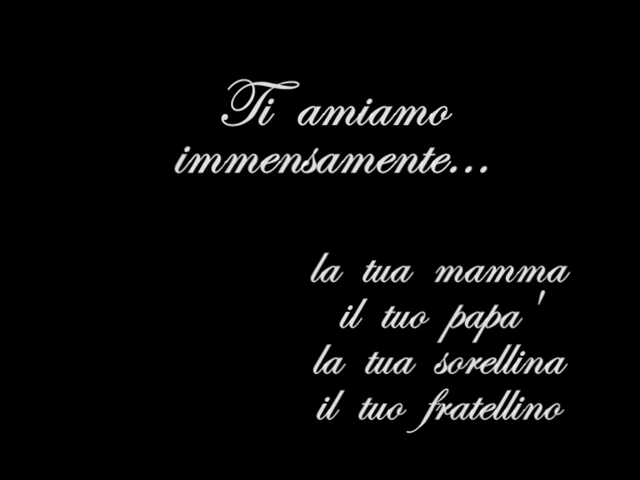 Ti amiamo
immensamente...
la tua mamma
il tuo papa'
la tua sorellina
il tuo fratellino